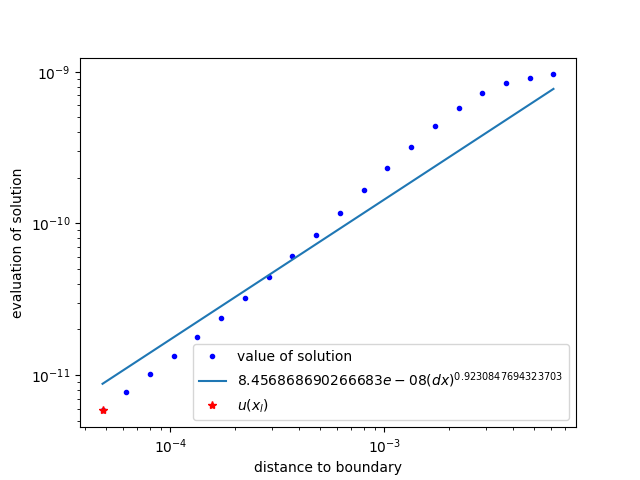 10⁻⁹
10⁻¹⁰
10⁻¹¹
evaluation of solution
value of solution
8.456868690266683e − 08(dx)^0.9230847694323703
u(x_l)
10⁻⁴
10⁻³
distance to boundary